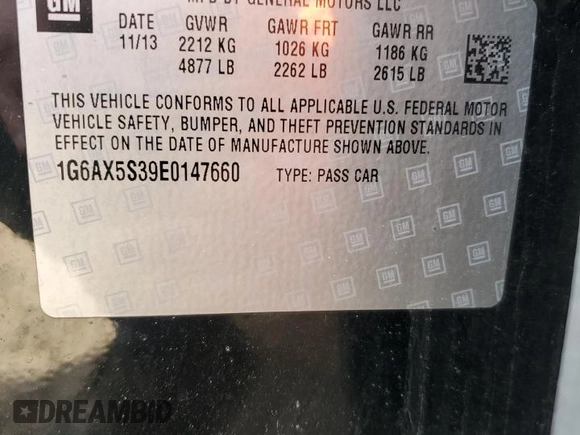 GM
MFD BY GENERAL MOTORS LLC
DATE GVWR GAWR FRT GAWR RR
11/13 2212 KG 1026 KG 1186 KG
4877 LB 2262 LB 2615 LB
THIS VEHICLE CONFORMS TO ALL APPLICABLE U.S. FEDERAL MOTOR
VEHICLE SAFETY, BUMPER, AND THEFT PREVENTION STANDARDS IN
EFFECT ON THE DATE OF MANUFACTURE SHOWN ABOVE.
1G6AX5S39E0147660 TYPE: PASS CAR
DREAMBID